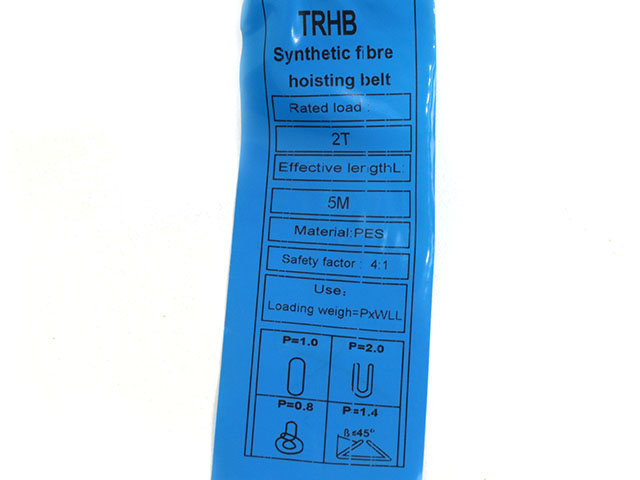 TRHB
Synthetic fibre
hoisting belt
Rated load :
2T
Effective lengthL:
5M
Material:PES
Safety factor : 4:1
Use:
Loading weigh=PxWLL
P=1.0 P=2.0
P=0.8 P=1.4
β≤45°